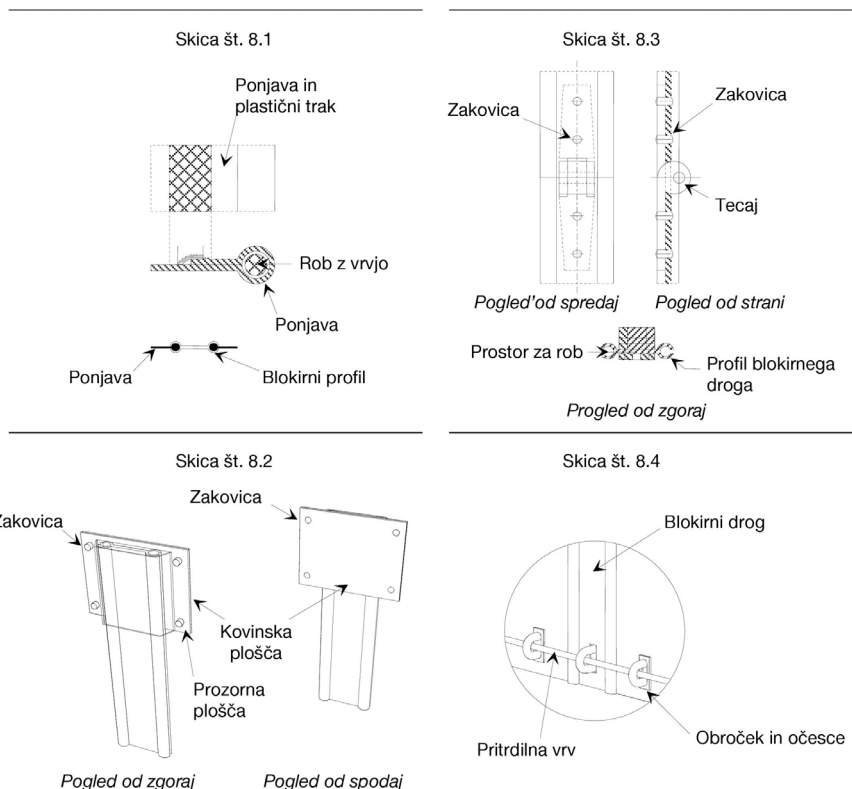 Skica št. 8.1
Ponjava in
plastični trak
Rob z vrvjo
Ponjava
Ponjava
Blokirni profil
Skica št. 8.3
Zakovica
Zakovica
Tecaj
Pogled'od spredaj
Pogled od strani
Prostor za rob
Profil blokirnega
droga
Progled od zgoraj
Skica št. 8.2
Zakovica
Zakovica
Kovinska
plošča
Prozorna
plošča
Pogled od zgoraj
Pogled od spodaj
Skica št. 8.4
Blokirni drog
Pritrdilna vrv
Obroček in očesce